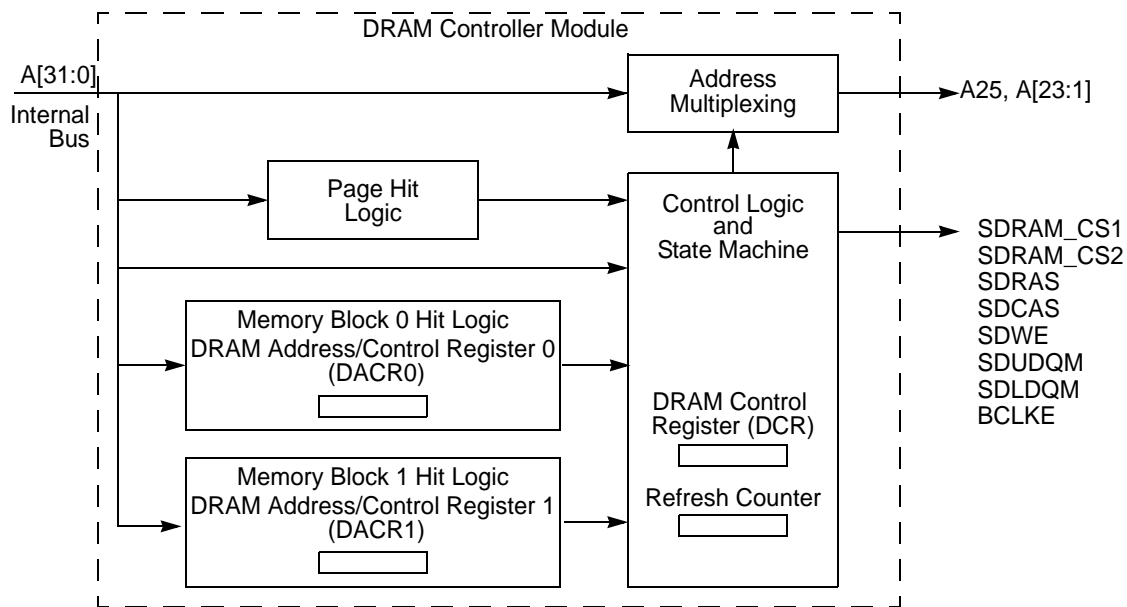 DRAM Controller Module
A[31:0]
Internal
Bus
Address
Multiplexing
A25, A[23:1]
Page Hit
Logic
Control Logic
and
State Machine
SDRAM_CS1
SDRAM_CS2
SDRAS
SDCAS
SDWE
SDUDQM
SDLDQM
BCLKE
Memory Block 0 Hit Logic
DRAM Address/Control Register 0
(DACR0)
DRAM Control
Register (DCR)
Memory Block 1 Hit Logic
DRAM Address/Control Register 1
(DACR1)
Refresh Counter